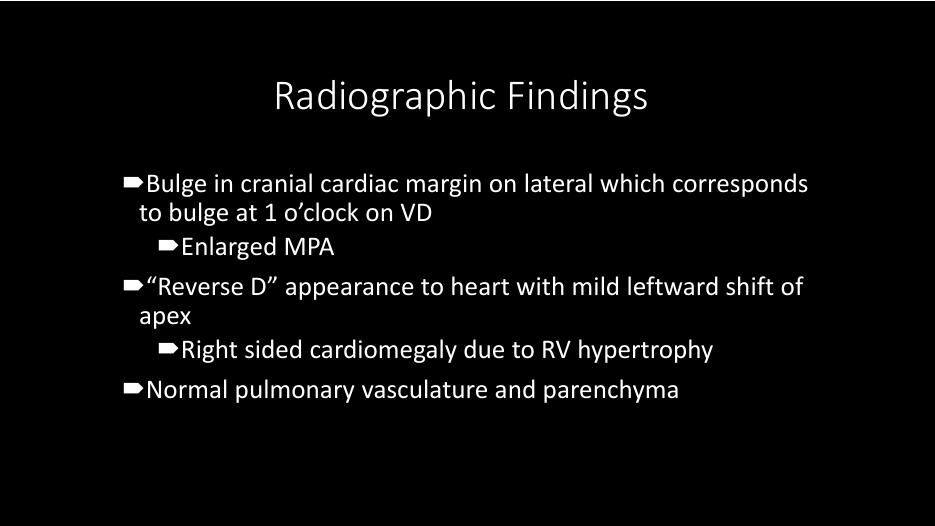 Radiographic Findings
Bulge in cranial cardiac margin on lateral which corresponds
to bulge at 1 o’clock on VD
Enlarged MPA
“Reverse D” appearance to heart with mild leftward shift of
apex
Right sided cardiomegaly due to RV hypertrophy
Normal pulmonary vasculature and parenchyma